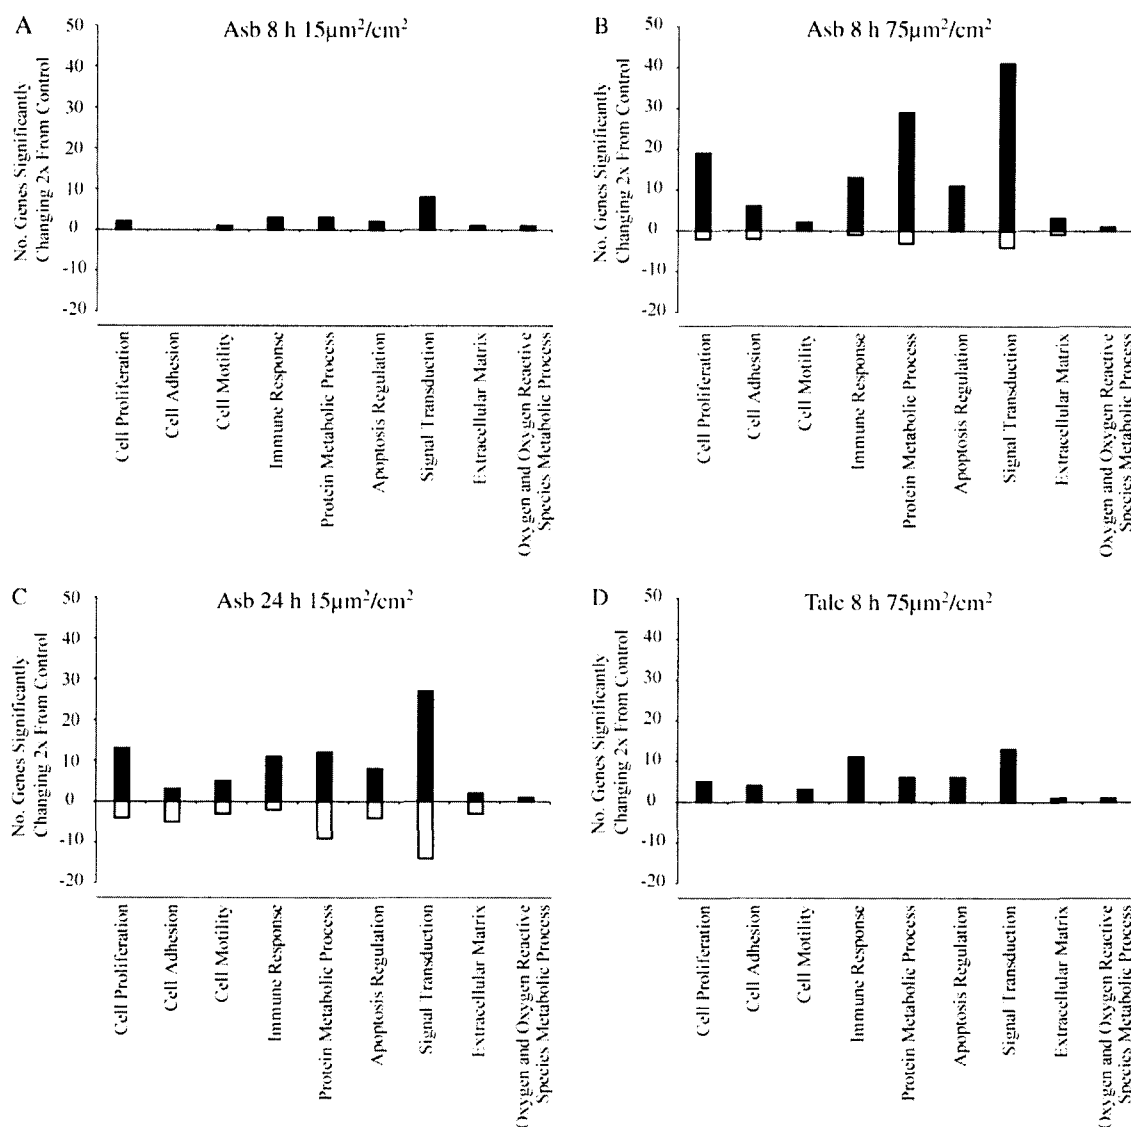 A
Asb 8 h 15µm²/cm²
No. Genes Significantly
Changing 2x From Control
50
40
30
20
10
0
-10
-20
Cell Proliferation
Cell Adhesion
Cell Motility
Immune Response
Protein Metabolic Process
Apoptosis Regulation
Signal Transduction
Extracellular Matrix
Oxygen and Oxygen Reactive
Species Metabolic Process
B
Asb 8 h 75µm²/cm²
No. Genes Significantly
Changing 2x From Control
50
40
30
20
10
0
-10
-20
Cell Proliferation
Cell Adhesion
Cell Motility
Immune Response
Protein Metabolic Process
Apoptosis Regulation
Signal Transduction
Extracellular Matrix
Oxygen and Oxygen Reactive
Species Metabolic Process
C
Asb 24 h 15µm²/cm²
No. Genes Significantly
Changing 2x From Control
50
40
30
20
10
0
-10
-20
Cell Proliferation
Cell Adhesion
Cell Motility
Immune Response
Protein Metabolic Process
Apoptosis Regulation
Signal Transduction
Extracellular Matrix
Oxygen and Oxygen Reactive
Species Metabolic Process
D
Talc 8 h 75µm²/cm²
No. Genes Significantly
Changing 2x From Control
50
40
30
20
10
0
-10
-20
Cell Proliferation
Cell Adhesion
Cell Motility
Immune Response
Protein Metabolic Process
Apoptosis Regulation
Signal Transduction
Extracellular Matrix
Oxygen and Oxygen Reactive
Species Metabolic Process